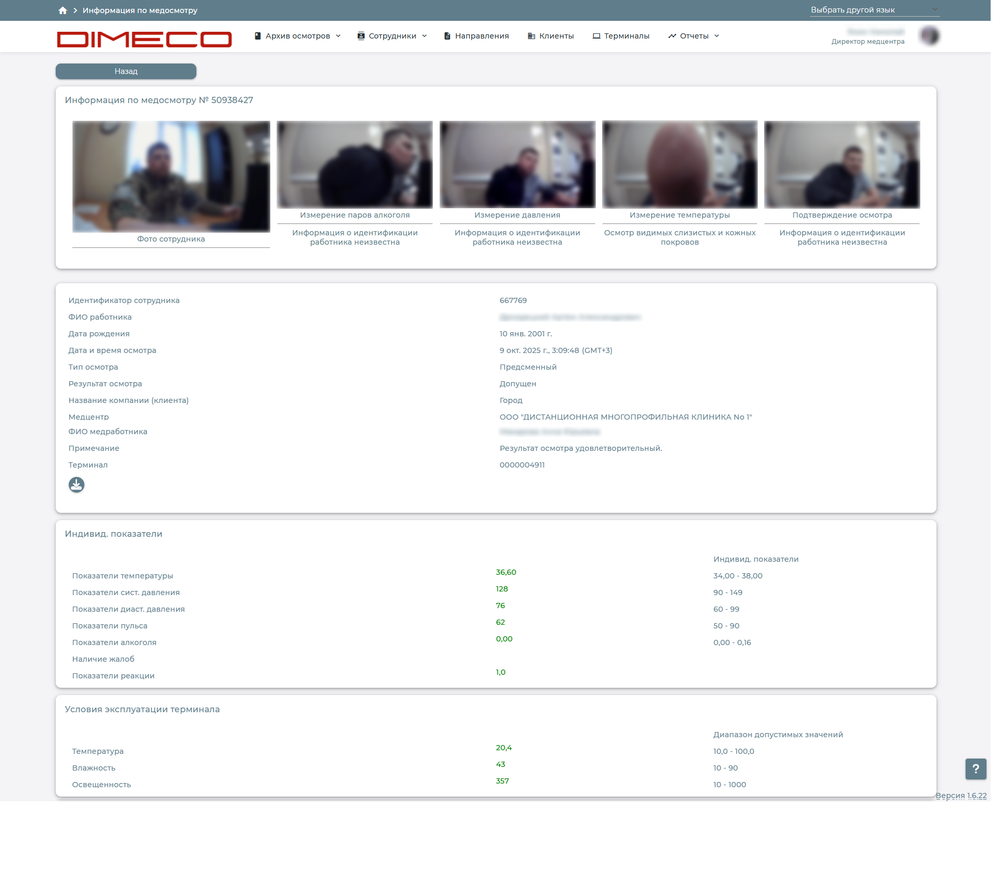 Информация по медосмотру
Выбрать другой язык
DIMECO
Архив осмотров
Сотрудники
Направления
Клиенты
Терминалы
Отчеты
Директор медцентра
Назад
Информация по медосмотру № 50938427
Фото сотрудника
Измерение паров алкоголя
Информация о идентификации
работника неизвестна
Измерение давления
Информация о идентификации
работника неизвестна
Измерение температуры
Осмотр видимых слизистых и кожных
покровов
Подтверждение осмотра
Информация о идентификации
работника неизвестна
Идентификатор сотрудника 667769
ФИО работника
Дата рождения 10 янв. 2001 г.
Дата и время осмотра 9 окт. 2025 г., 3:09:48 (GMT+3)
Тип осмотра Предсменный
Результат осмотра Допущен
Название компании (клиента) Город
Медцентр ООО "ДИСТАНЦИОННАЯ МНОГОПРОФИЛЬНАЯ КЛИНИКА No 1"
ФИО медработника
Примечание Результат осмотра удовлетворительный.
Терминал 0000004911
Индивид. показатели
Индивид. показатели
Показатели температуры 36,60 34,00 - 38,00
Показатели сист. давления 128 90 - 149
Показатели диаст. давления 76 60 - 99
Показатели пульса 62 50 - 90
Показатели алкоголя 0,00 0,00 - 0,16
Наличие жалоб
Показатели реакции 1,0
Условия эксплуатации терминала
Диапазон допустимых значений
Температура 20,4 10,0 - 100,0
Влажность 43 10 - 90
Освещенность 357 10 - 1000
?
Версия 1.6.22